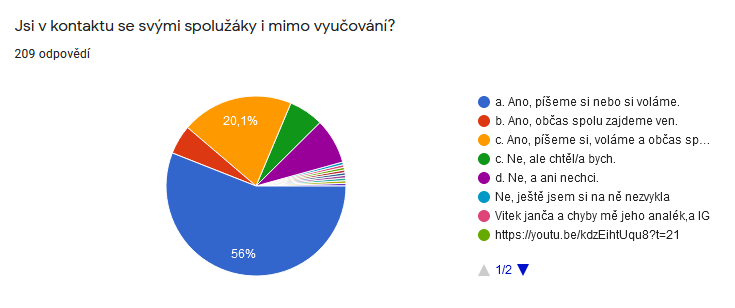 Jsi v kontaktu se svými spolužáky i mimo vyučování?
209 odpovědí
a. Ano, píšeme si nebo si voláme.
b. Ano, občas spolu zajdeme ven.
c. Ano, píšeme si, voláme a občas sp…
c. Ne, ale chtěl/a bych.
d. Ne, a ani nechci.
Ne, ještě jsem si na ně nezvykla
Vitek janča a chyby mě jeho analék,a IG
https://youtu.be/kdzEihtUqu8?t=21
1/2
20,1%
56%